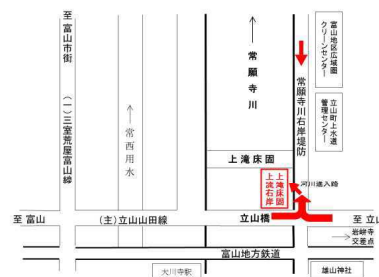 至富山市街
(一)三室荒屋富山線
常西用水
常願寺川
常願寺川右岸堤防
富山地区広域圏
クリーンセンター
立山町上水道
管理センター
上滝床固
上滝床固
上流右岸
河川進入路
至 富山
(主)立山山田線
立山橋
至 立山
岩峅寺
交差点
富山地方鉄道
大川寺駅
雄山神社